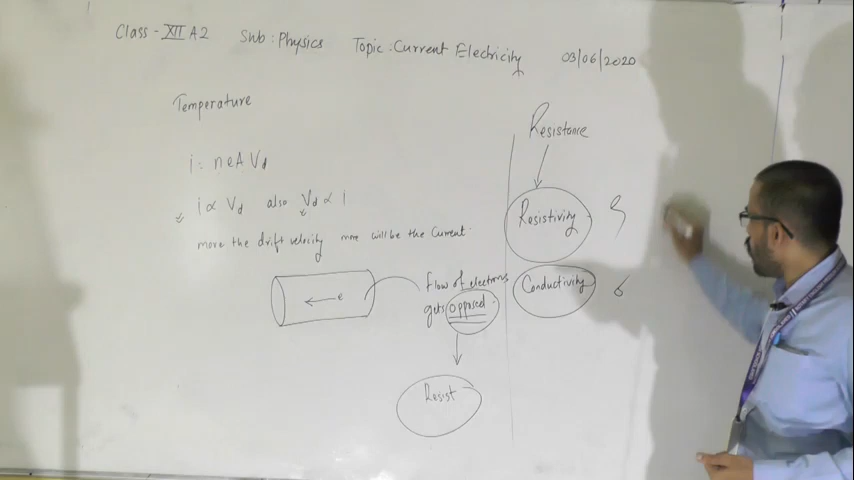 Class - XII A2 Sub : Physics Topic : Current Electricity 03/06/2020
Temperature
i = neA Vd
i ∝ Vd also Vd ∝ i
more the drift velocity more will be the current.
← e
flow of electrons
gets opposed.
Resist
Resistance
Resistivity ρ
Conductivity σ